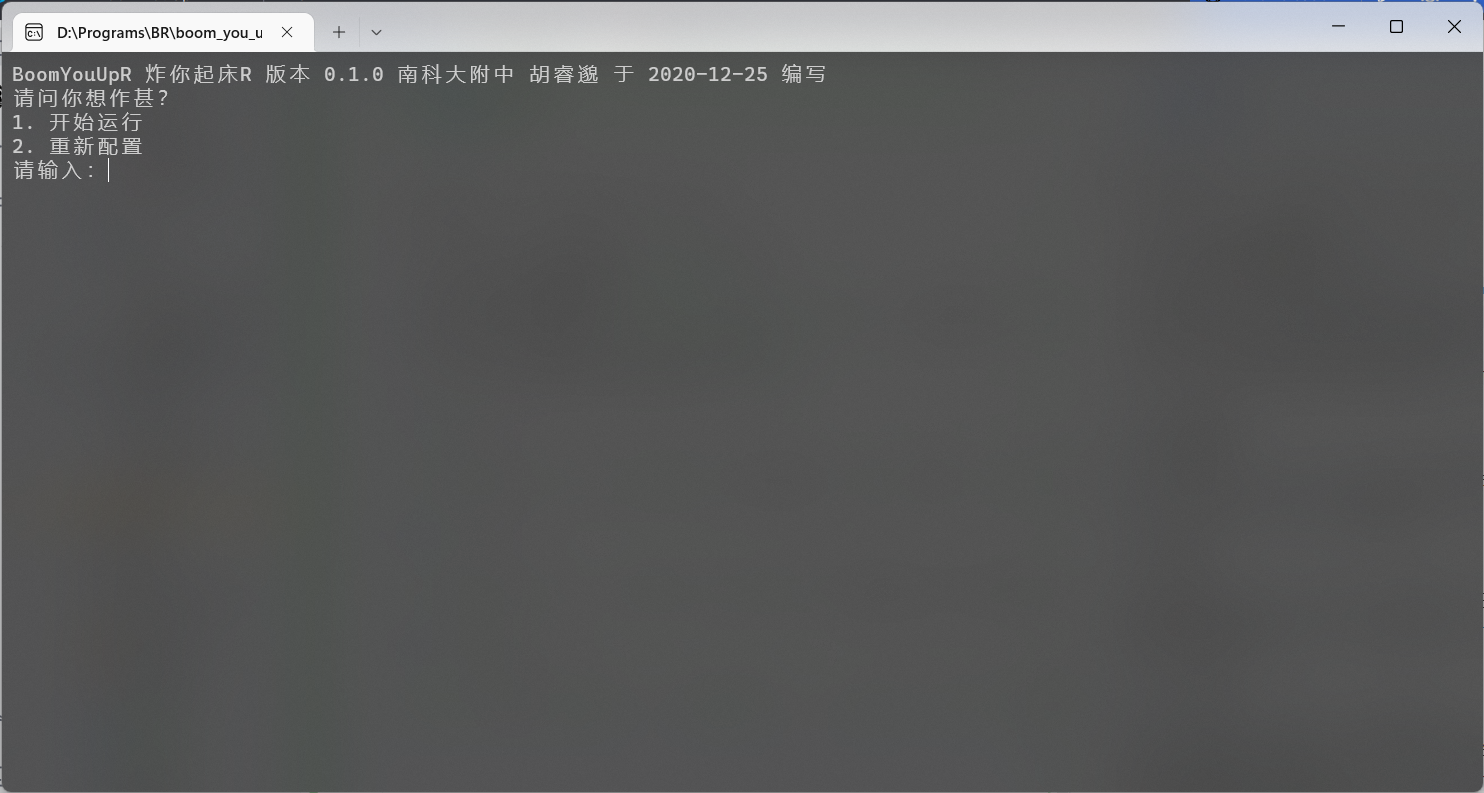 D:\Programs\BR\boom_you_u
BoomYouUpR 炸你起床R 版本 0.1.0 南科大附中 胡睿邈 于 2020-12-25 编写
请问你想作甚?
1. 开始运行
2. 重新配置
请输入: